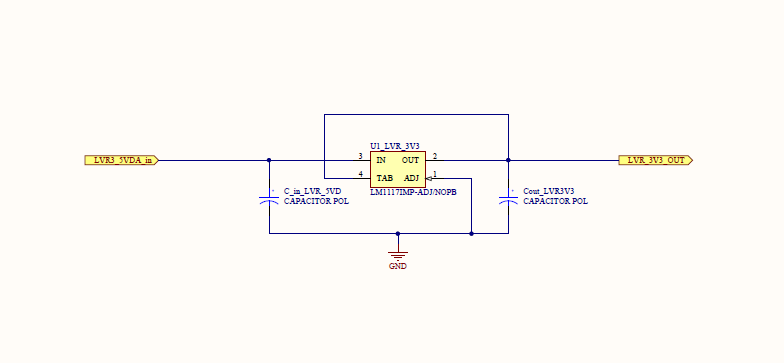 U1_LVR_3V3
LVR3_5VDA_in
3 IN OUT 2
LVR_3V3_OUT
4 TAB ADJ 1
C_in_LVR_5VD
CAPACITOR POL
LM1117IMP-ADJ/NOPB
Cout_LVR3V3
CAPACITOR POL
GND